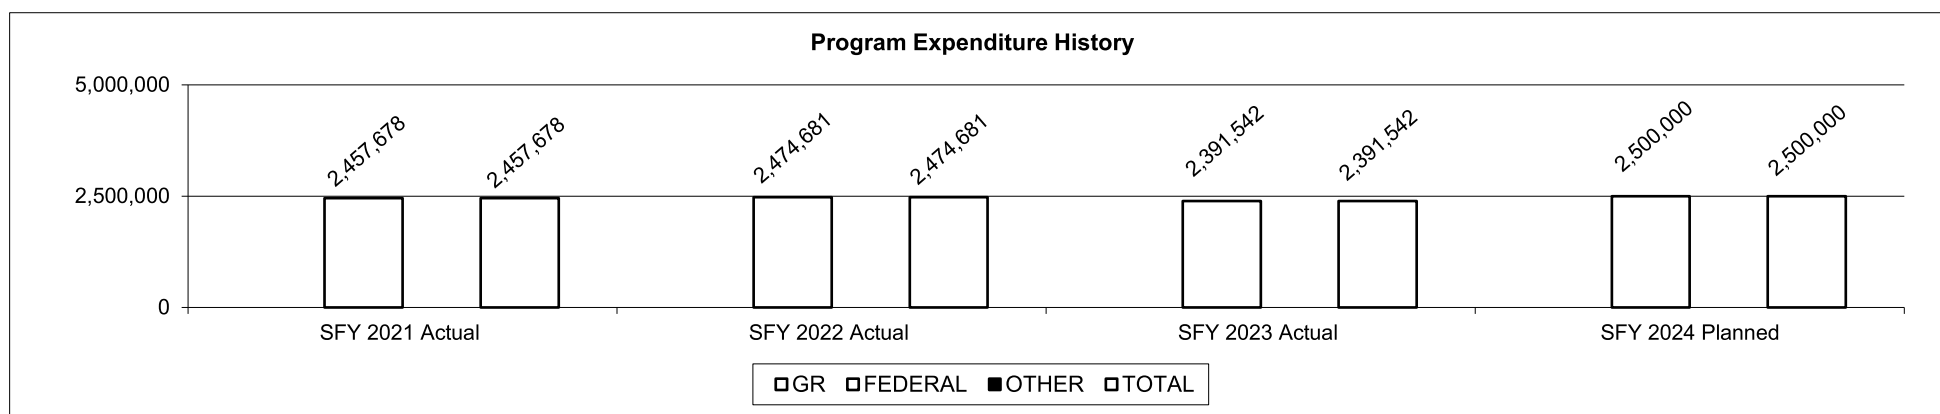 Program Expenditure History
5,000,000
2,500,000
0
2,457,678
2,457,678
2,474,681
2,474,681
2,391,542
2,391,542
2,500,000
2,500,000
SFY 2021 Actual
SFY 2022 Actual
SFY 2023 Actual
SFY 2024 Planned
GR FEDERAL OTHER TOTAL